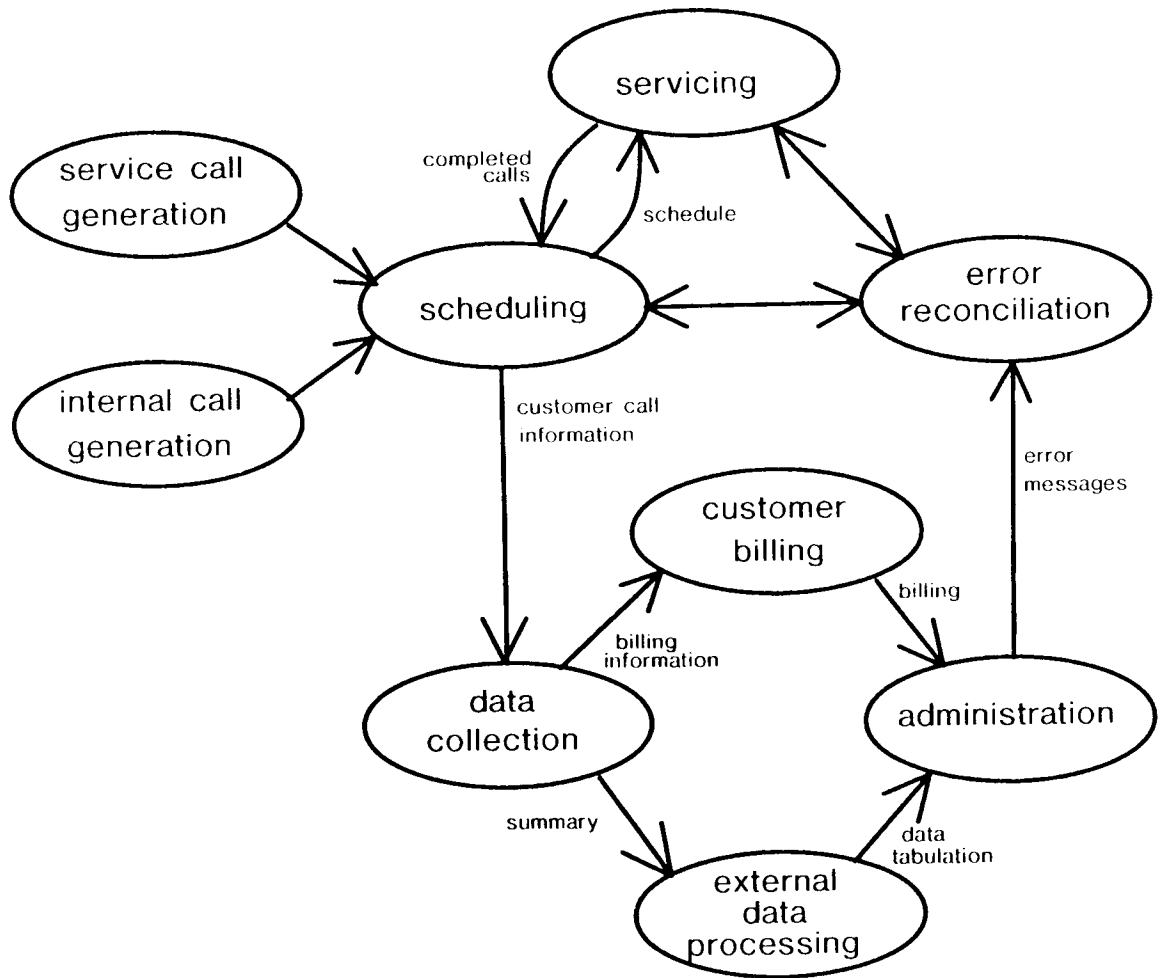 servicing
service call
generation
completed
calls
schedule
scheduling
error
reconciliation
internal call
generation
customer call
information
error
messages
customer
billing
billing
billing
information
data
collection
administration
summary
data
tabulation
external
data
processing